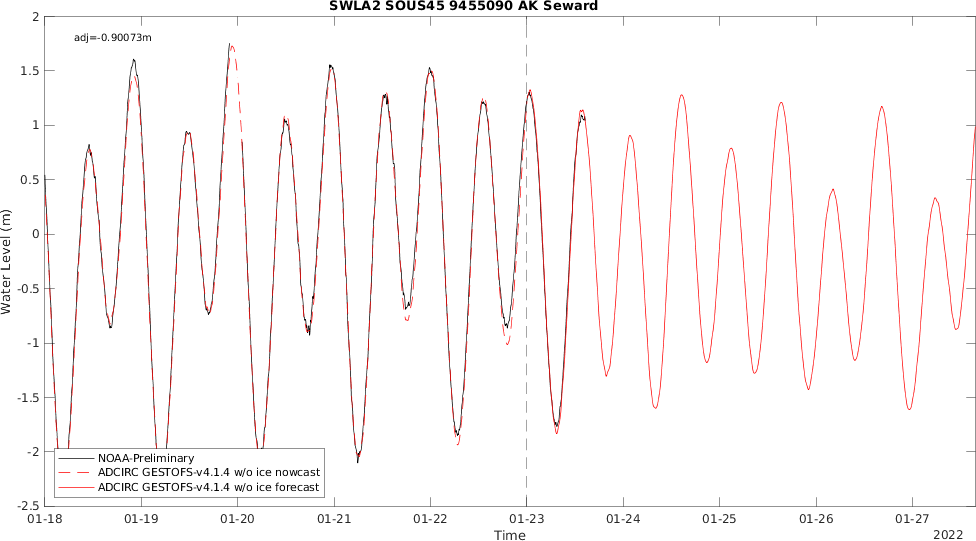 SWLA2 SOUS45 9455090 AK Seward
adj=-0.90073m
2
1.5
1
0.5
0
-0.5
-1
-1.5
-2
-2.5
Water Level (m)
NOAA-Preliminary
ADCIRC GESTOFS-v4.1.4 w/o ice nowcast
ADCIRC GESTOFS-v4.1.4 w/o ice forecast
01-18 01-19 01-20 01-21 01-22 01-23 01-24 01-25 01-26 01-27
Time
2022